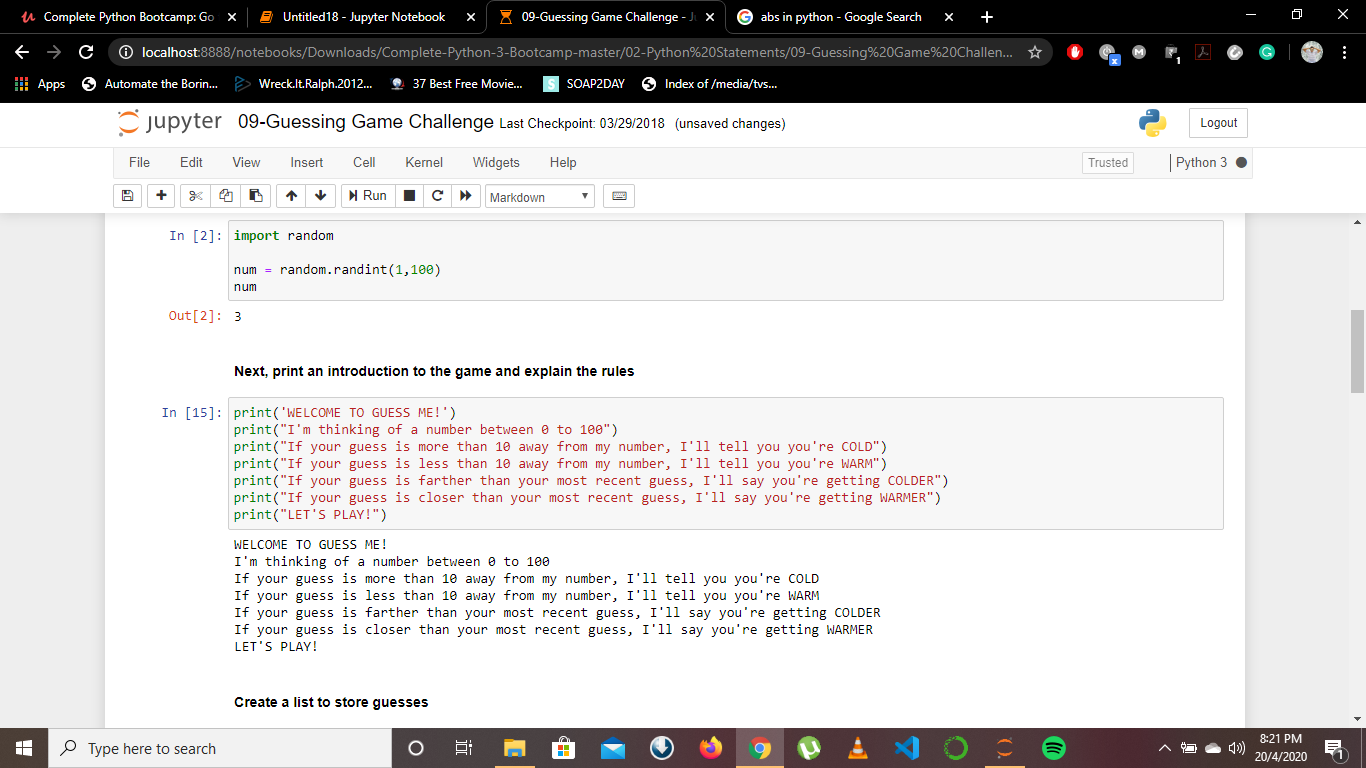 Complete Python Bootcamp: Go
Untitled18 - Jupyter Notebook
09-Guessing Game Challenge - J
abs in python - Google Search
localhost:8888/notebooks/Downloads/Complete-Python-3-Bootcamp-master/02-Python%20Statements/09-Guessing%20Game%20Challen...
Apps
Automate the Borin...
Wreck.It.Ralph.2012...
37 Best Free Movie...
S SOAP2DAY
Index of /media/tvs...
jupyter 09-Guessing Game Challenge Last Checkpoint: 03/29/2018 (unsaved changes)
Logout
File Edit View Insert Cell Kernel Widgets Help
Trusted
Python 3
Run
Markdown
In [2]: import random
num = random.randint(1,100)
num
Out[2]: 3
Next, print an introduction to the game and explain the rules
In [15]: print('WELCOME TO GUESS ME!')
print("I'm thinking of a number between 0 to 100")
print("If your guess is more than 10 away from my number, I'll tell you you're COLD")
print("If your guess is less than 10 away from my number, I'll tell you you're WARM")
print("If your guess is farther than your most recent guess, I'll say you're getting COLDER")
print("If your guess is closer than your most recent guess, I'll say you're getting WARMER")
print("LET'S PLAY!")
WELCOME TO GUESS ME!
I'm thinking of a number between 0 to 100
If your guess is more than 10 away from my number, I'll tell you you're COLD
If your guess is less than 10 away from my number, I'll tell you you're WARM
If your guess is farther than your most recent guess, I'll say you're getting COLDER
If your guess is closer than your most recent guess, I'll say you're getting WARMER
LET'S PLAY!
Create a list to store guesses
Type here to search
8:21 PM
20/4/2020
1